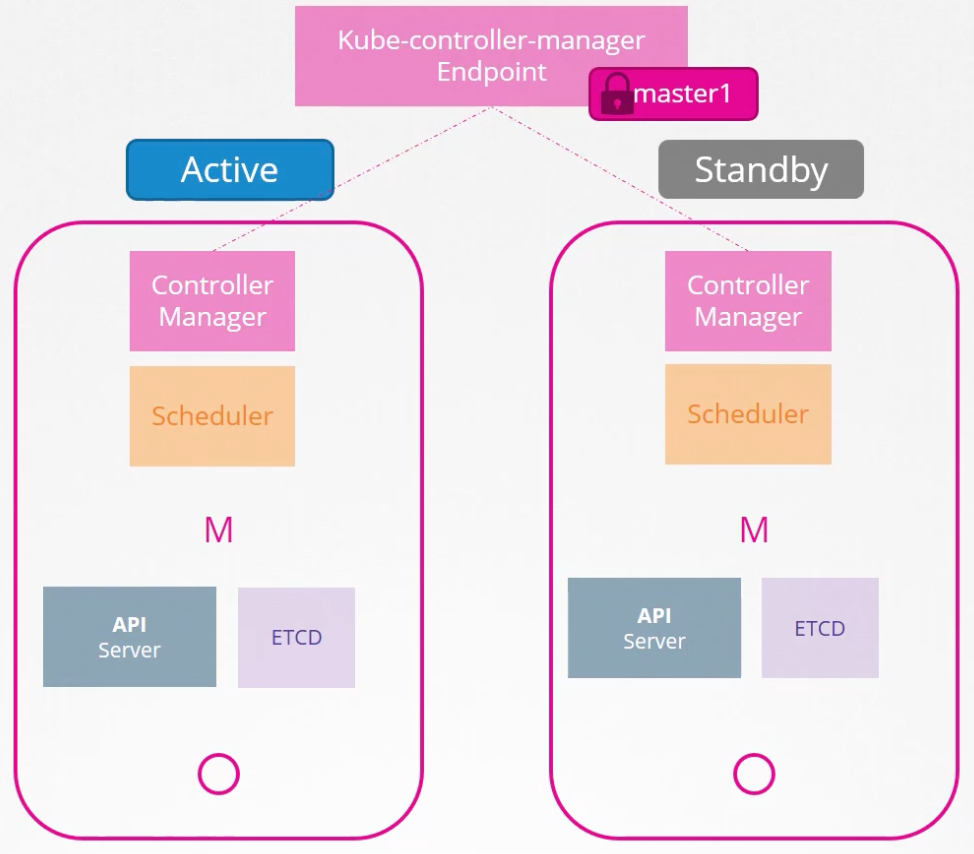 Kube-controller-manager
Endpoint
master1
Active
Standby
Controller
Manager
Scheduler
M
API
Server
ETCD
Controller
Manager
Scheduler
M
API
Server
ETCD